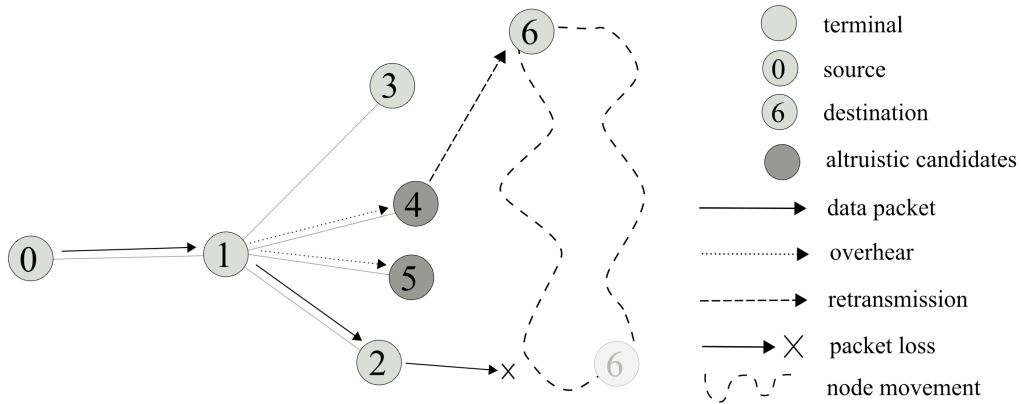 6
3
4
0
1
5
2
6
terminal
0
source
6
destination
altruistic candidates
data packet
overhear
retransmission
packet loss
node movement